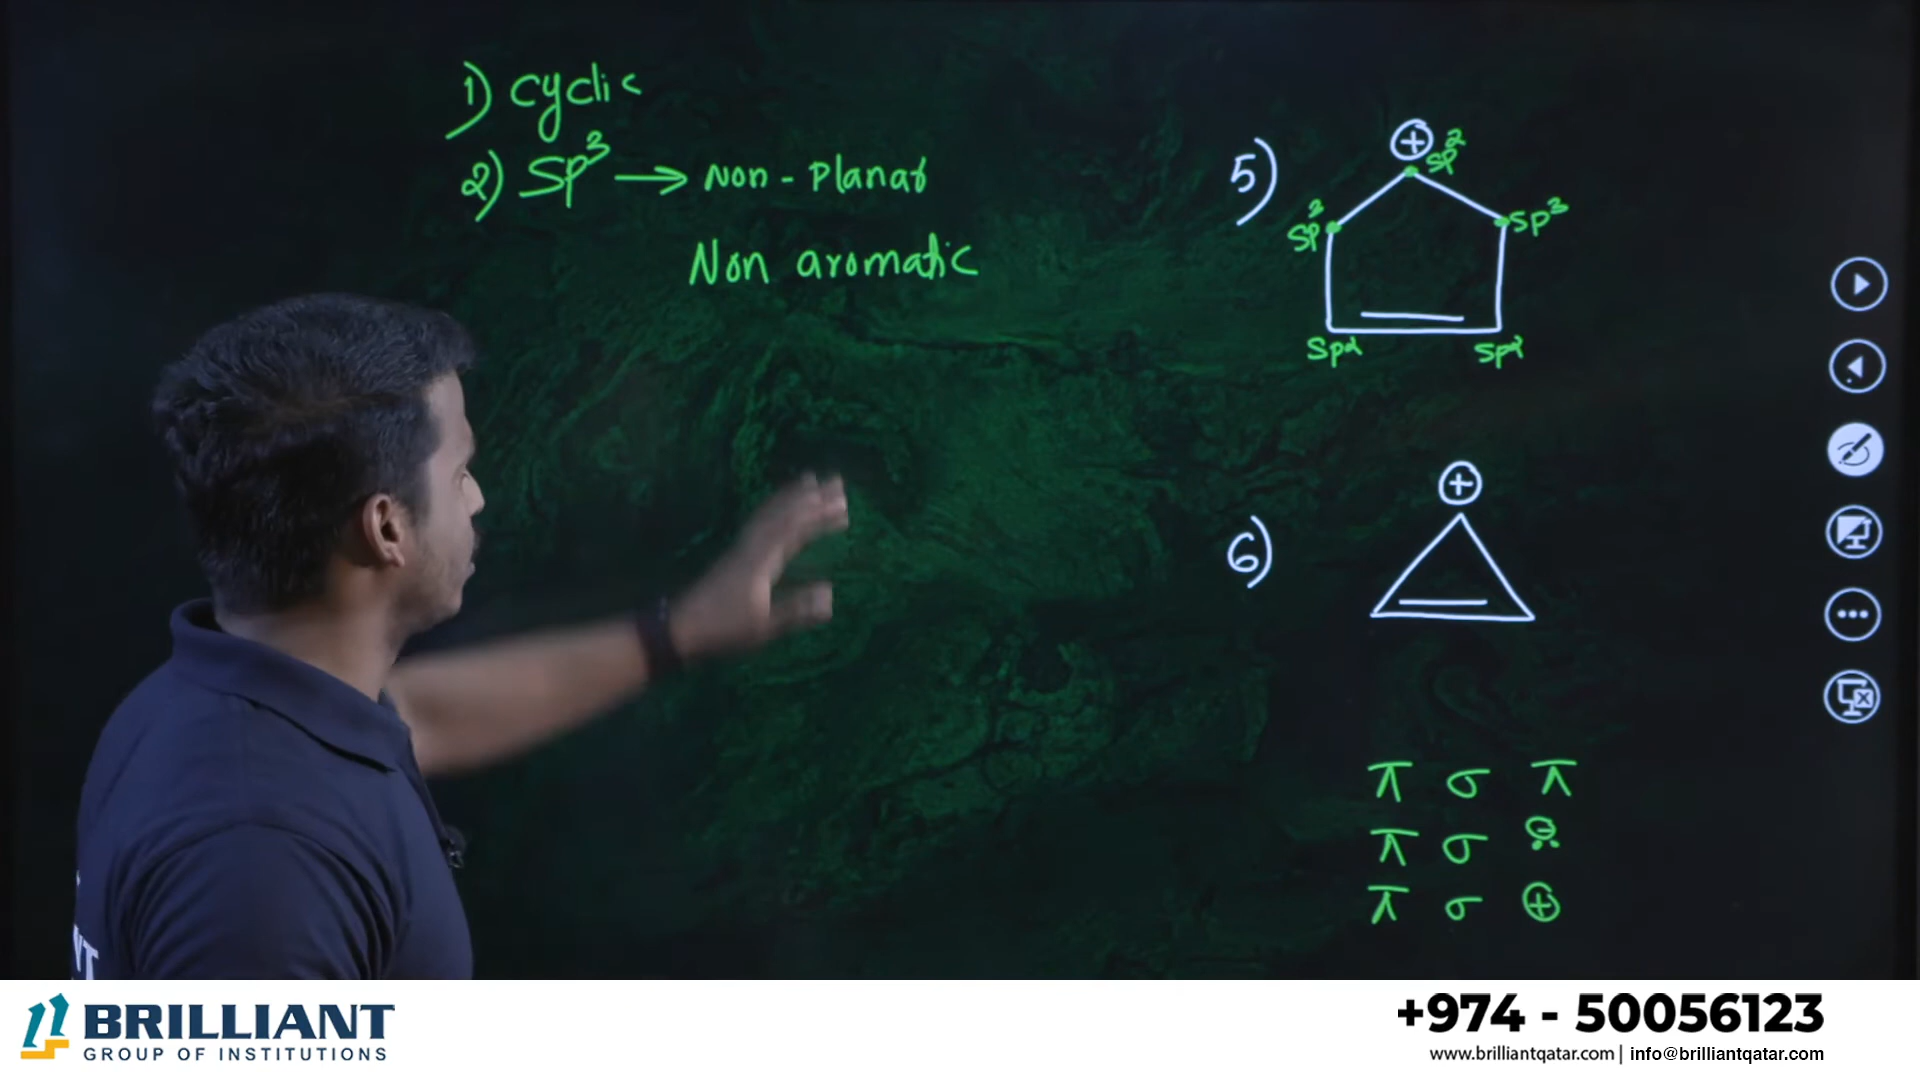 1) cyclic
2) Sp³ → Non - Planar
Non aromatic
5)
⊕
Sp²
Sp³
Sp³
Sp²
Sp²
6)
⊕
π σ π
π σ ⊖
π σ ⊕
BRILLIANT
GROUP OF INSTITUTIONS
+974 - 50056123
www.brilliantqatar.com | info@brilliantqatar.com